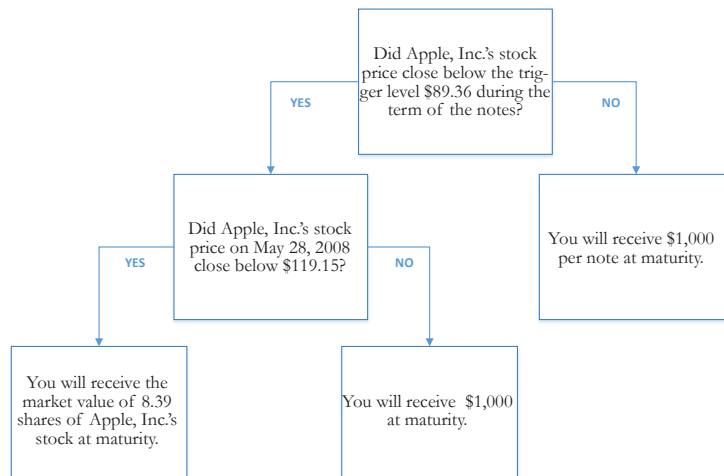 Did Apple, Inc.'s stock
price close below the trig-
ger level $89.36 during the
term of the notes?
YES
NO
Did Apple, Inc.'s stock
price on May 28, 2008
close below $119.15?
You will receive $1,000
per note at maturity.
YES
NO
You will receive the
market value of 8.39
shares of Apple, Inc.'s
stock at maturity.
You will receive $1,000
at maturity.